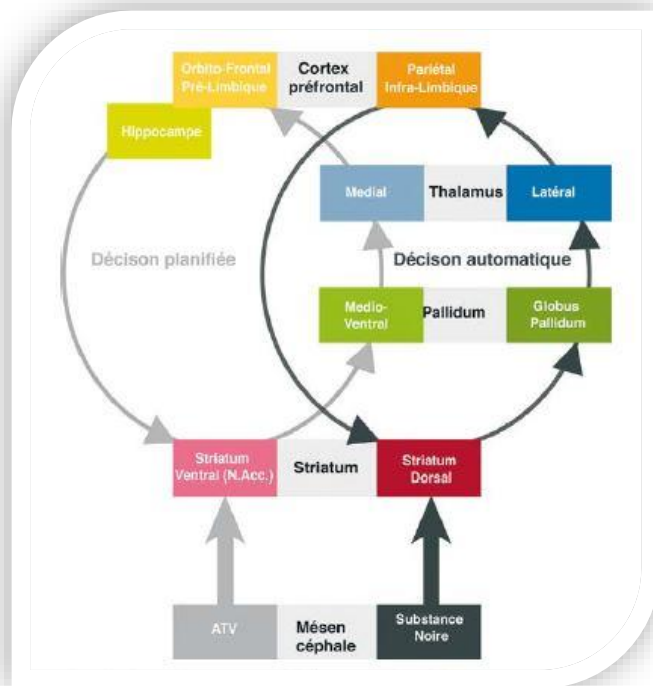 Orbito-Frontal
Pré-Limbique
Cortex
préfrontal
Pariétal
Infra-Limbique
Hippocampe
Medial
Thalamus
Latéral
Décison planifiée
Décison automatique
Medio-
Ventral
Pallidum
Globus
Pallidum
Striatum
Ventral (N.Acc.)
Striatum
Striatum
Dorsal
ATV
Mésen
céphale
Substance
Noire